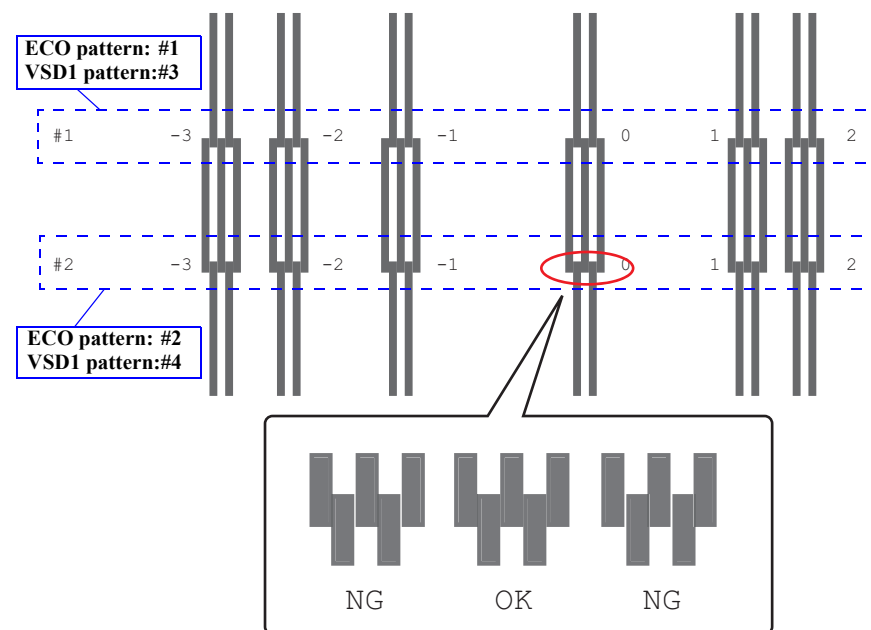 ECO pattern: #1
VSD1 pattern:#3
#1 -3 -2 -1 0 1 2
#2 -3 -2 -1 0 1 2
ECO pattern: #2
VSD1 pattern:#4
NG OK NG